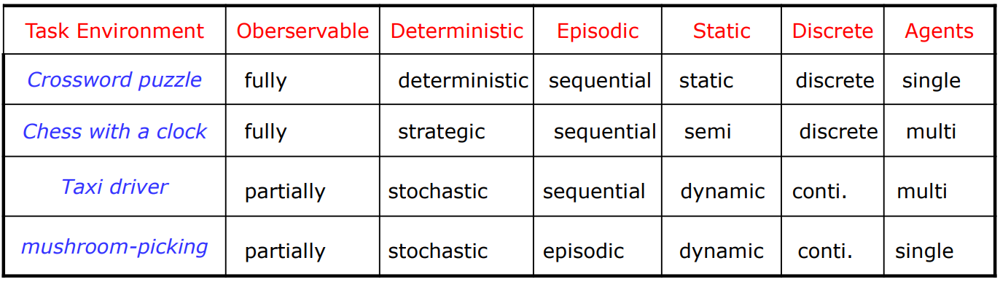 Task Environment Oberservable Deterministic Episodic Static Discrete Agents
Crossword puzzle fully deterministic sequential static discrete single
Chess with a clock fully strategic sequential semi discrete multi
Taxi driver partially stochastic sequential dynamic conti. multi
mushroom-picking partially stochastic episodic dynamic conti. single